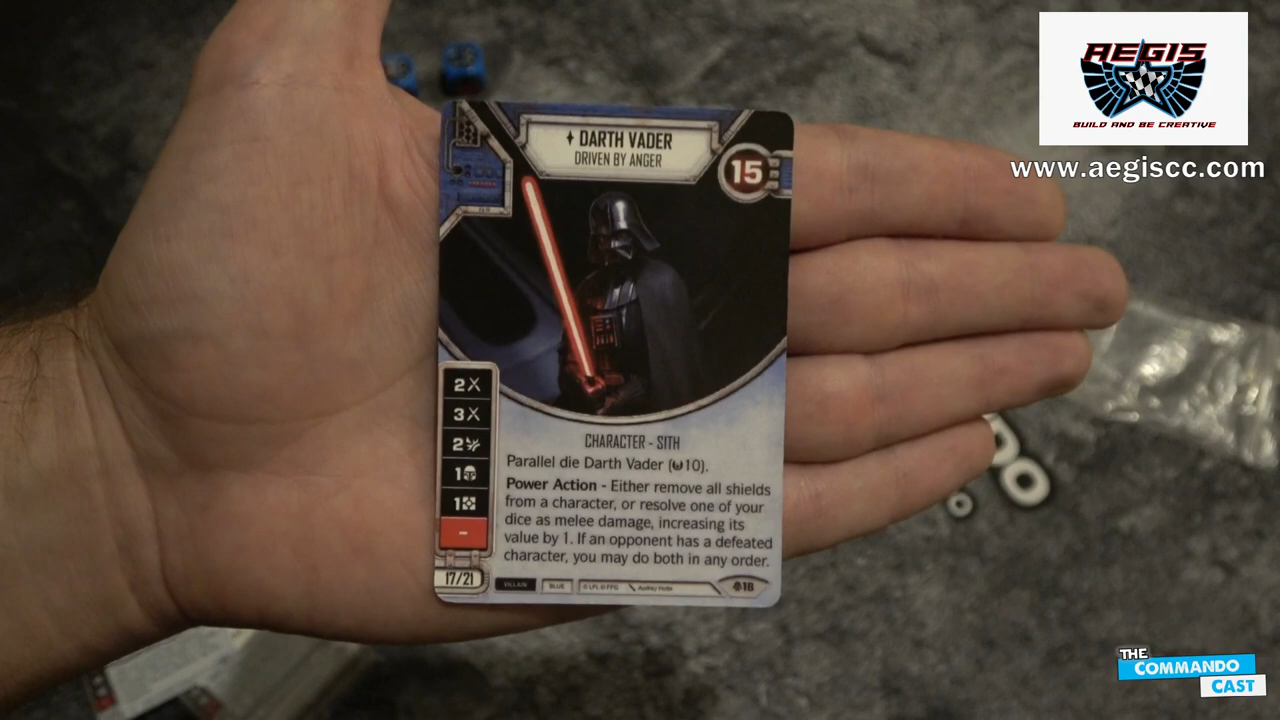 DARTH VADER
DRIVEN BY ANGER
15
2
3
2
1
1
-
17/21
CHARACTER - SITH
Parallel die Darth Vader (10).
Power Action - Either remove all shields
from a character, or resolve one of your
dice as melee damage, increasing its
value by 1. If an opponent has a defeated
character, you may do both in any order.
VILLAIN
BLUE
© LFL © FFG
1B
AEGIS
BUILD AND BE CREATIVE
www.aegiscc.com
THE
COMMANDO
CAST